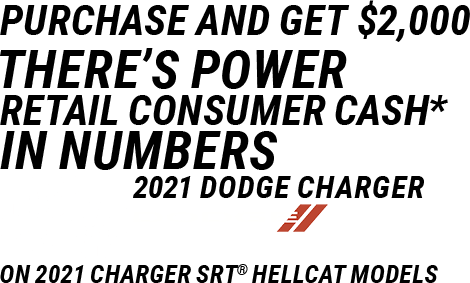 PURCHASE AND GET $2,000
THERE'S POWER
RETAIL CONSUMER CASH*
IN NUMBERS
2021 DODGE CHARGER
ON 2021 CHARGER SRT® HELLCAT MODELS